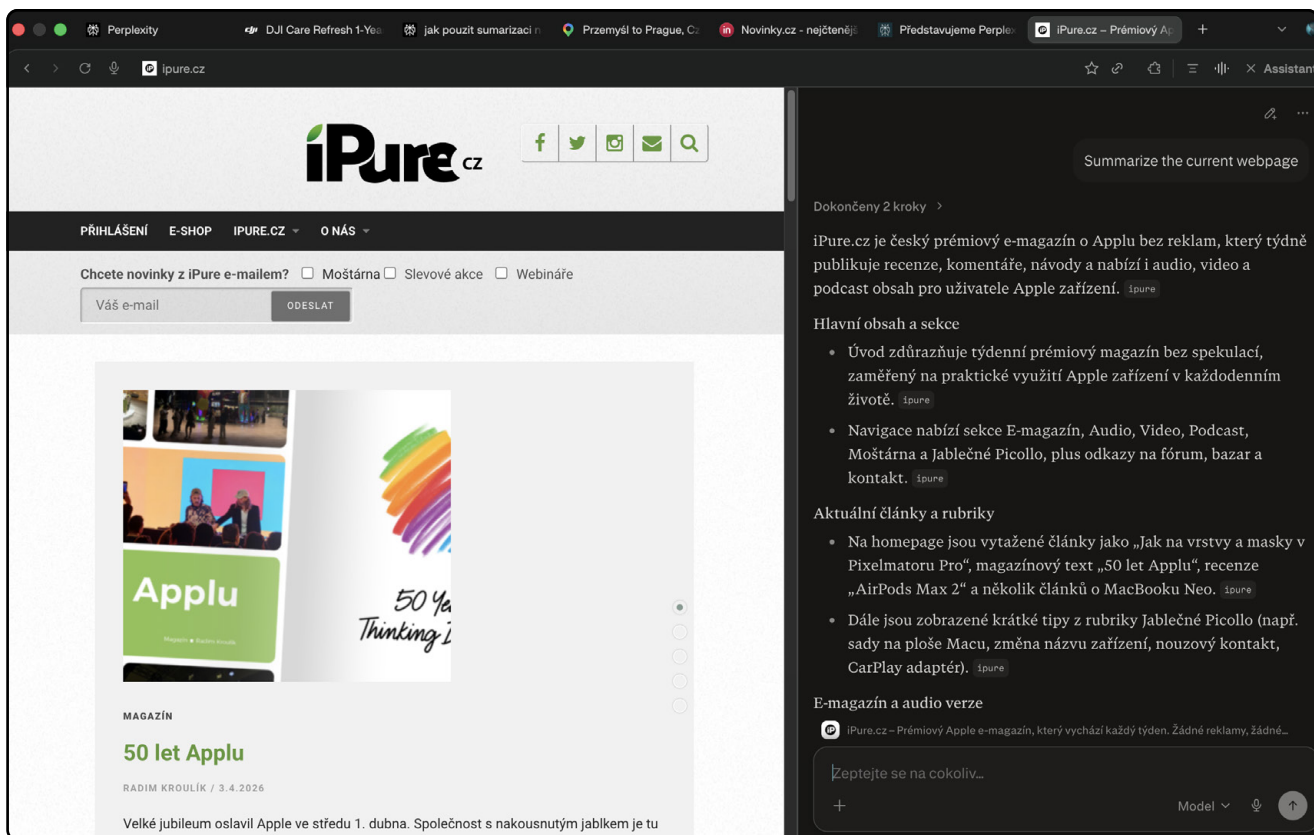 Perplexity
DJI Care Refresh 1-Yea
jak pouzit sumarizaci n
Przemyśl to Prague, Cz
Novinky.cz - nejčtenějš
Představujeme Perplex
iPure.cz – Prémiový Ap
ipure.cz
Assistant
iPure cz
PŘIHLÁŠENÍ E-SHOP IPURE.CZ O NÁS
Chcete novinky z iPure e-mailem? Moštárna Slevové akce Webináře
Váš e-mail ODESLAT
Applu
Magazín ● Radim Kroulík
50 Ye
Thinking
MAGAZÍN
50 let Applu
RADIM KROULÍK / 3.4.2026
Velké jubileum oslavil Apple ve středu 1. dubna. Společnost s nakousnutým jablkem je tu
Summarize the current webpage
Dokončeny 2 kroky
iPure.cz je český prémiový e-magazín o Applu bez reklam, který týdně
publikuje recenze, komentáře, návody a nabízí i audio, video a
podcast obsah pro uživatele Apple zařízení. ipure
Hlavní obsah a sekce
Úvod zdůrazňuje týdenní prémiový magazín bez spekulací,
zaměřený na praktické využití Apple zařízení v každodenním
životě. ipure
Navigace nabízí sekce E-magazín, Audio, Video, Podcast,
Moštárna a Jablečné Picollo, plus odkazy na fórum, bazar a
kontakt. ipure
Aktuální články a rubriky
Na homepage jsou vytažené články jako „Jak na vrstvy a masky v
Pixelmatoru Pro“, magazínový text „50 let Applu“, recenze
„AirPods Max 2“ a několik článků o MacBooku Neo. ipure
Dále jsou zobrazené krátké tipy z rubriky Jablečné Picollo (např.
sady na ploše Macu, změna názvu zařízení, nouzový kontakt,
CarPlay adaptér). ipure
E-magazín a audio verze
iPure.cz – Prémiový Apple e-magazín, který vychází každý týden. Žádné reklamy, žádné…
Zeptejte se na cokoliv…
Model